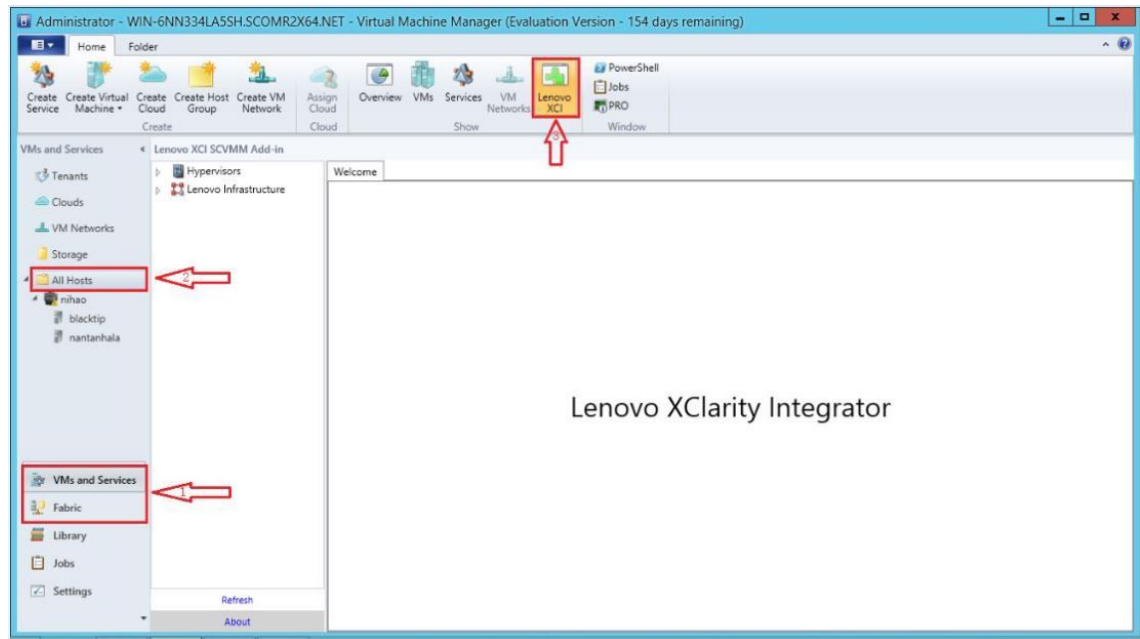 Administrator - WIN-6NN334LA5SH.SCOMR2X64.NET - Virtual Machine Manager (Evaluation Version - 154 days remaining)
Home Folder
Create Service
Create Virtual Machine
Create Cloud
Create Host Group
Create VM Network
Assign Cloud
Overview
VMs
Services
VM Networks
Lenovo XCI
PowerShell
Jobs
PRO
Create
Cloud
Show
Window
3
VMs and Services
Tenants
Clouds
VM Networks
Storage
All Hosts
2
nihao
blacktip
nantanhala
VMs and Services
1
Fabric
Library
Jobs
Settings
Lenovo XCI SCVMM Add-in
Hypervisors
Lenovo Infrastructure
Refresh
About
Welcome
Lenovo XClarity Integrator